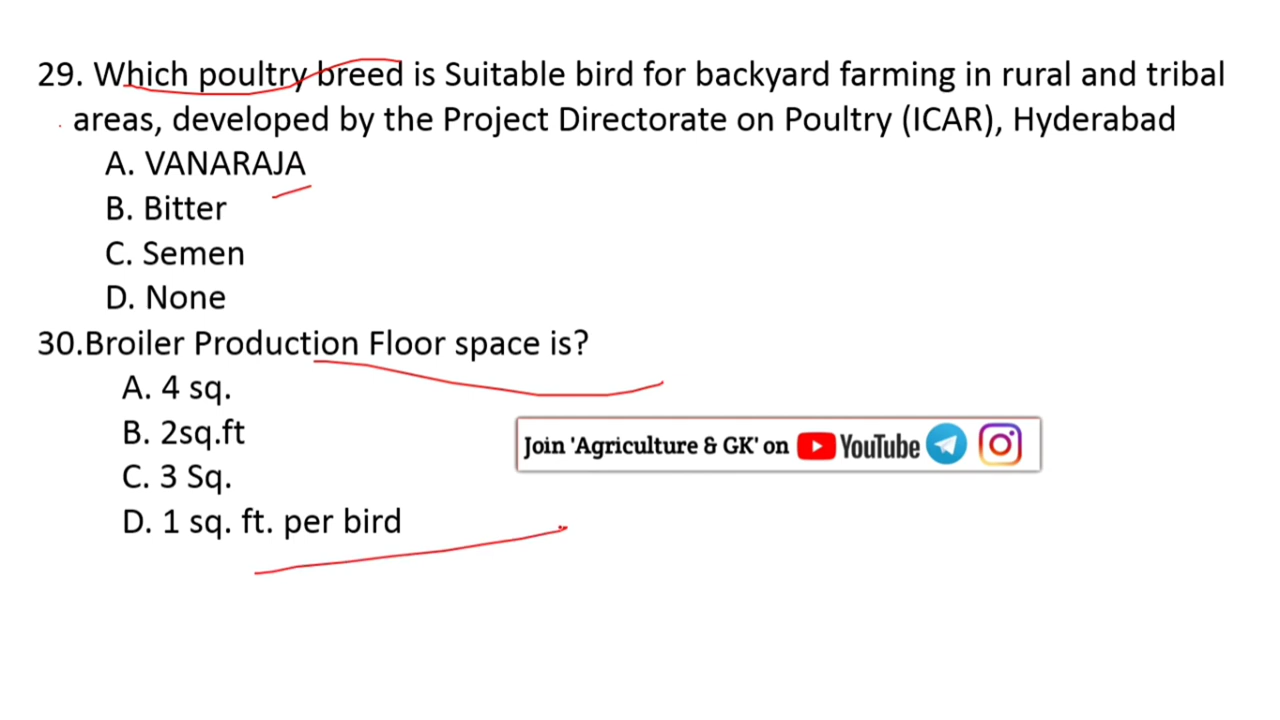 29. Which poultry breed is Suitable bird for backyard farming in rural and tribal
areas, developed by the Project Directorate on Poultry (ICAR), Hyderabad
A. VANARAJA
B. Bitter
C. Semen
D. None
30.Broiler Production Floor space is?
A. 4 sq.
B. 2sq.ft
C. 3 Sq.
D. 1 sq. ft. per bird
Join 'Agriculture & GK' on YouTube